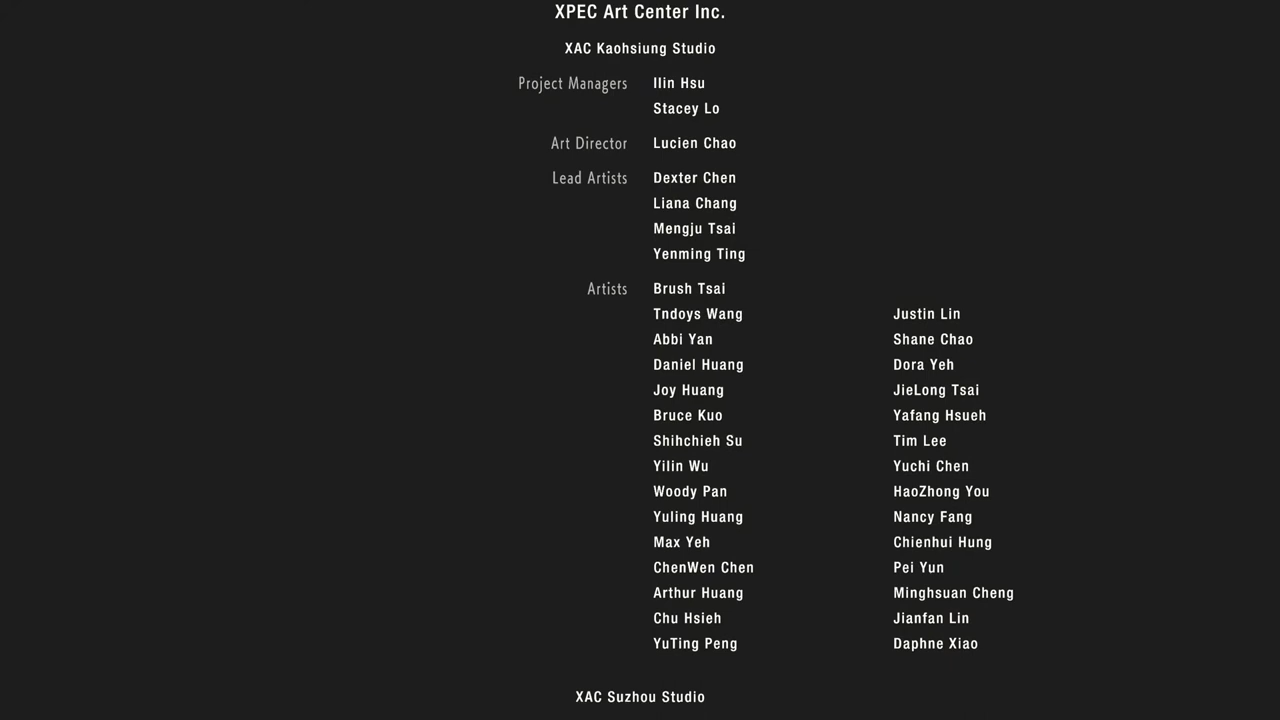 XPEC Art Center Inc.
XAC Kaohsiung Studio
Project Managers Ilin Hsu
Stacey Lo
Art Director Lucien Chao
Lead Artists Dexter Chen
Liana Chang
Mengju Tsai
Yenming Ting
Artists Brush Tsai
Tndoys Wang Justin Lin
Abbi Yan Shane Chao
Daniel Huang Dora Yeh
Joy Huang JieLong Tsai
Bruce Kuo Yafang Hsueh
Shihchieh Su Tim Lee
Yilin Wu Yuchi Chen
Woody Pan HaoZhong You
Yuling Huang Nancy Fang
Max Yeh Chienhui Hung
ChenWen Chen Pei Yun
Arthur Huang Minghsuan Cheng
Chu Hsieh Jianfan Lin
YuTing Peng Daphne Xiao
XAC Suzhou Studio